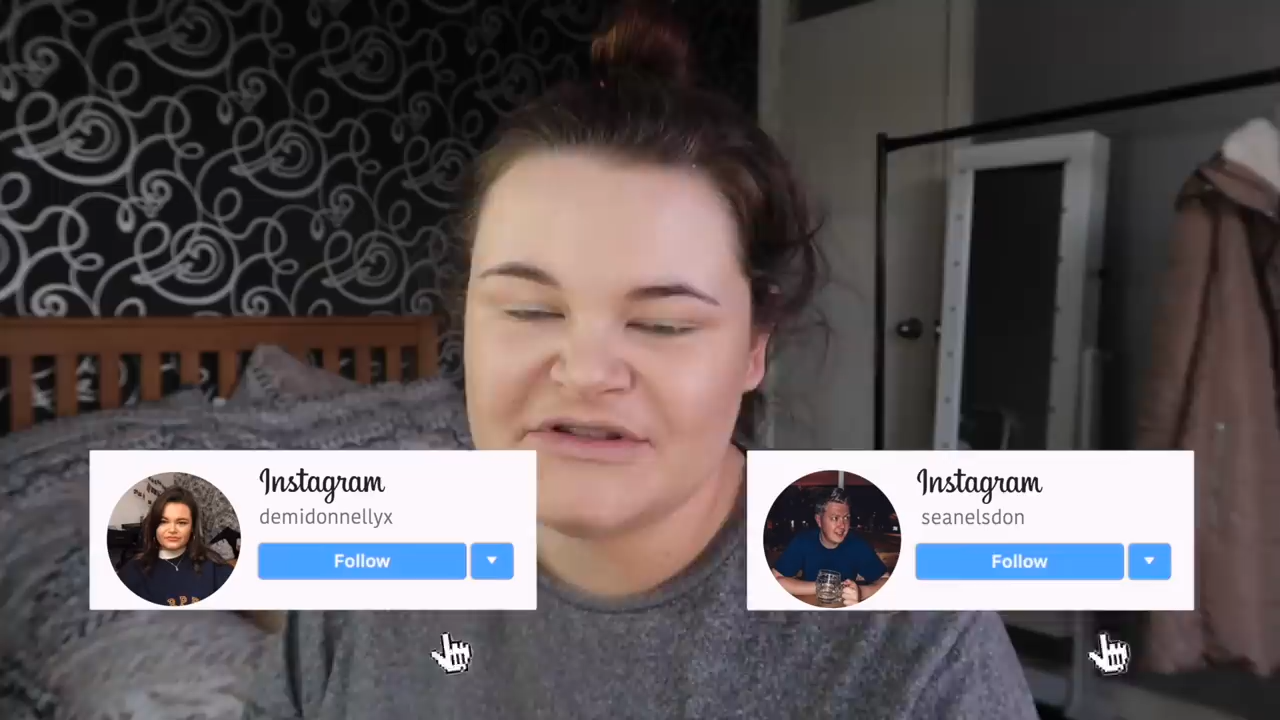 Instagram
demidonnellyx
Follow
Instagram
seanelsdon
Follow